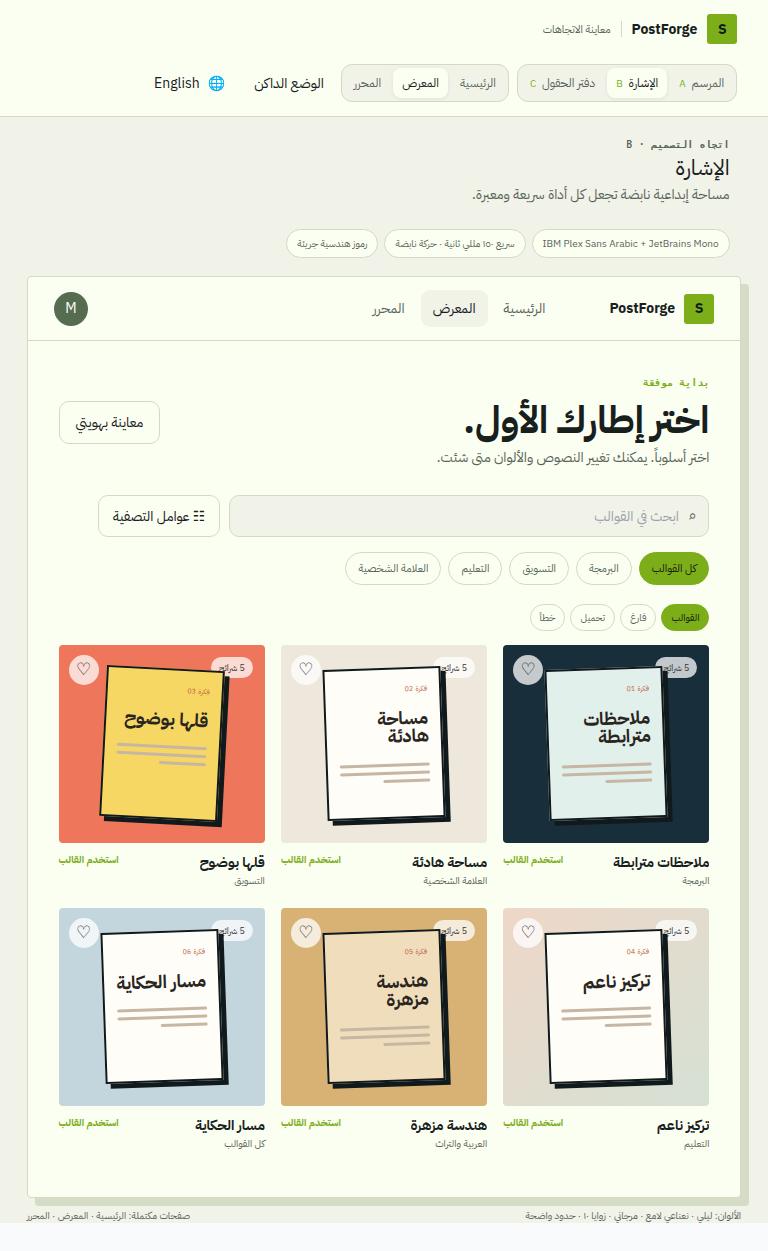 S PostForge معاينة الاتجاهات
المرسم A الإشارة B دفتر الحقول C الرئيسية المعرض المحرر الوضع الداكن 🌐 English
اتجاه التصميم · B
الإشارة
مساحة إبداعية نابضة تجعل كل أداة سريعة ومعبرة.
IBM Plex Sans Arabic + JetBrains Mono سريع ١٥٠ مللي ثانية · حركة نابضة رموز هندسية جريئة
S PostForge الرئيسية المعرض المحرر M
بداية موفقة
اختر إطارك الأول.
معاينة بهويتي
اختر أسلوباً. يمكنك تغيير النصوص والألوان متى شئت.
ابحث في القوالب عوامل التصفية
كل القوالب البرمجة التسويق التعليم العلامة الشخصية
القوالب فارغ تحميل خطأ
5 شرائح 5 شرائح 5 شرائح
فكرة 01 فكرة 02 فكرة 03
ملاحظات مترابطة مساحة هادئة قلها بوضوح
ملاحظات مترابطة استخدم القالب مساحة هادئة استخدم القالب قلها بوضوح استخدم القالب
البرمجة العلامة الشخصية التسويق
5 شرائح 5 شرائح 5 شرائح
فكرة 04 فكرة 05 فكرة 06
تركيز ناعم هندسة مزهرة مسار الحكاية
تركيز ناعم استخدم القالب هندسة مزهرة استخدم القالب مسار الحكاية استخدم القالب
التعليم العربية والتراث كل القوالب
الألوان: ليلي · نعناعي لامع · مرجاني · زوايا ١٠ · حدود واضحة صفحات مكتملة: الرئيسية · المعرض · المحرر